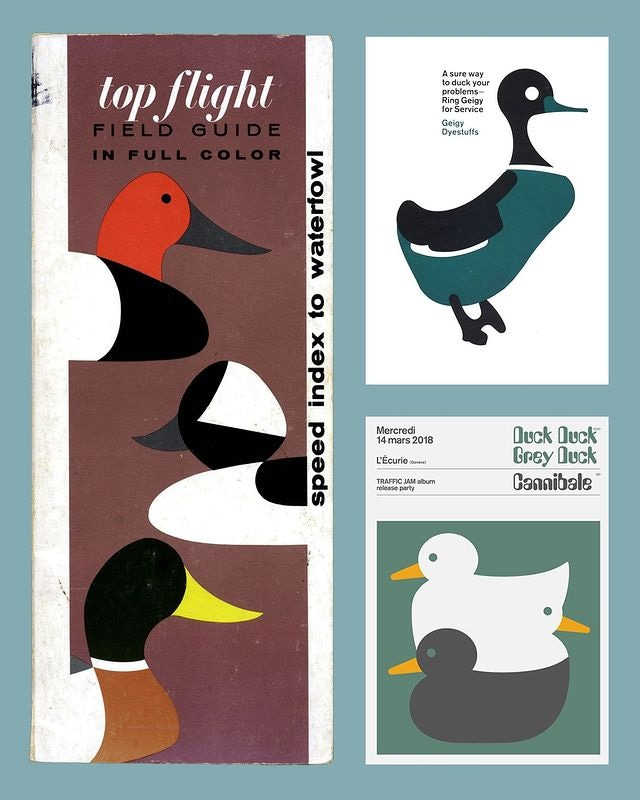 top flight
FIELD GUIDE
IN FULL COLOR
speed index to waterfowl
A sure way
to duck your
problems—
Ring Geigy
for Service
Geigy
Dyestuffs
Mercredi
14 mars 2018
L'Écurie (Genève)
TRAFFIC JAM album
release party
Duck Duck
Grey Duck
Cannibale